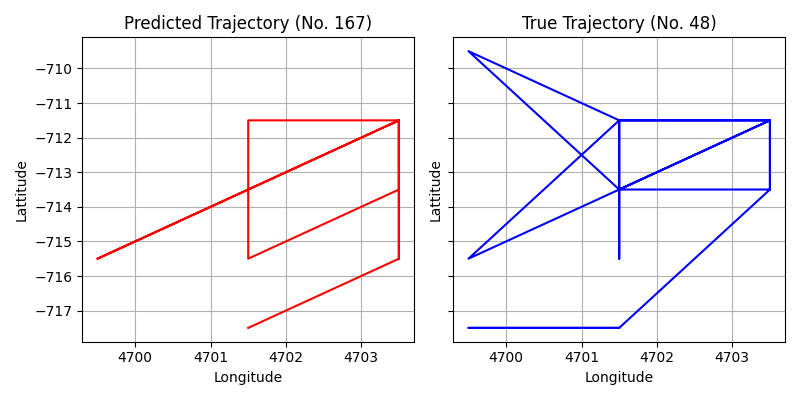 Predicted Trajectory (No. 167)
True Trajectory (No. 48)
Lattitude
−710
−711
−712
−713
−714
−715
−716
−717
4700
4701
4702
4703
Longitude
Lattitude
4700
4701
4702
4703
Longitude